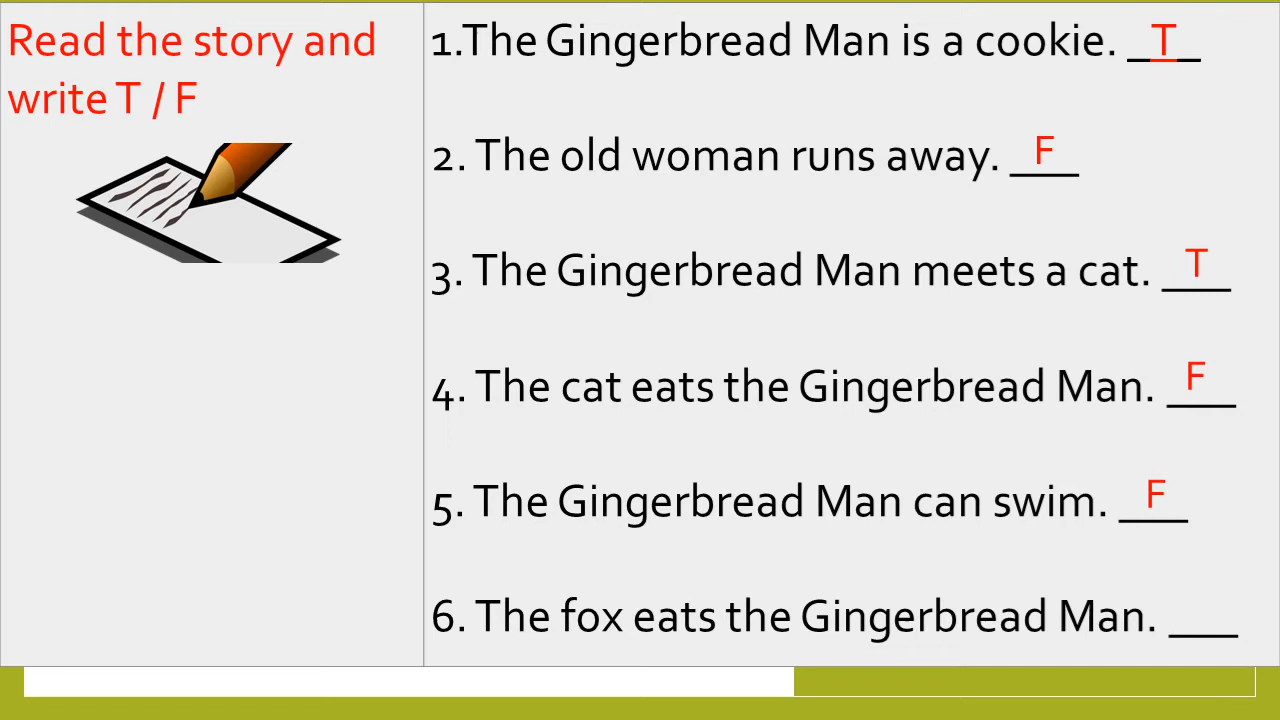 Read the story and
write T / F
1.The Gingerbread Man is a cookie. _T_
2. The old woman runs away. _F_
3. The Gingerbread Man meets a cat. _T_
4. The cat eats the Gingerbread Man. _F_
5. The Gingerbread Man can swim. _F_
6. The fox eats the Gingerbread Man. ___